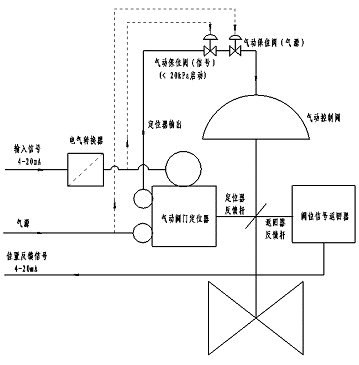 气动保位阀（气源）
气动保位阀（信号）
(< 20kPa启动)
定位器输出
气动控制阀
电气转换器
输入信号
4-20mA
气源
气动阀门定位器
定位器
反馈杆
返回器
反馈杆
阀位信号返回器
位置反馈信号
4-20mA